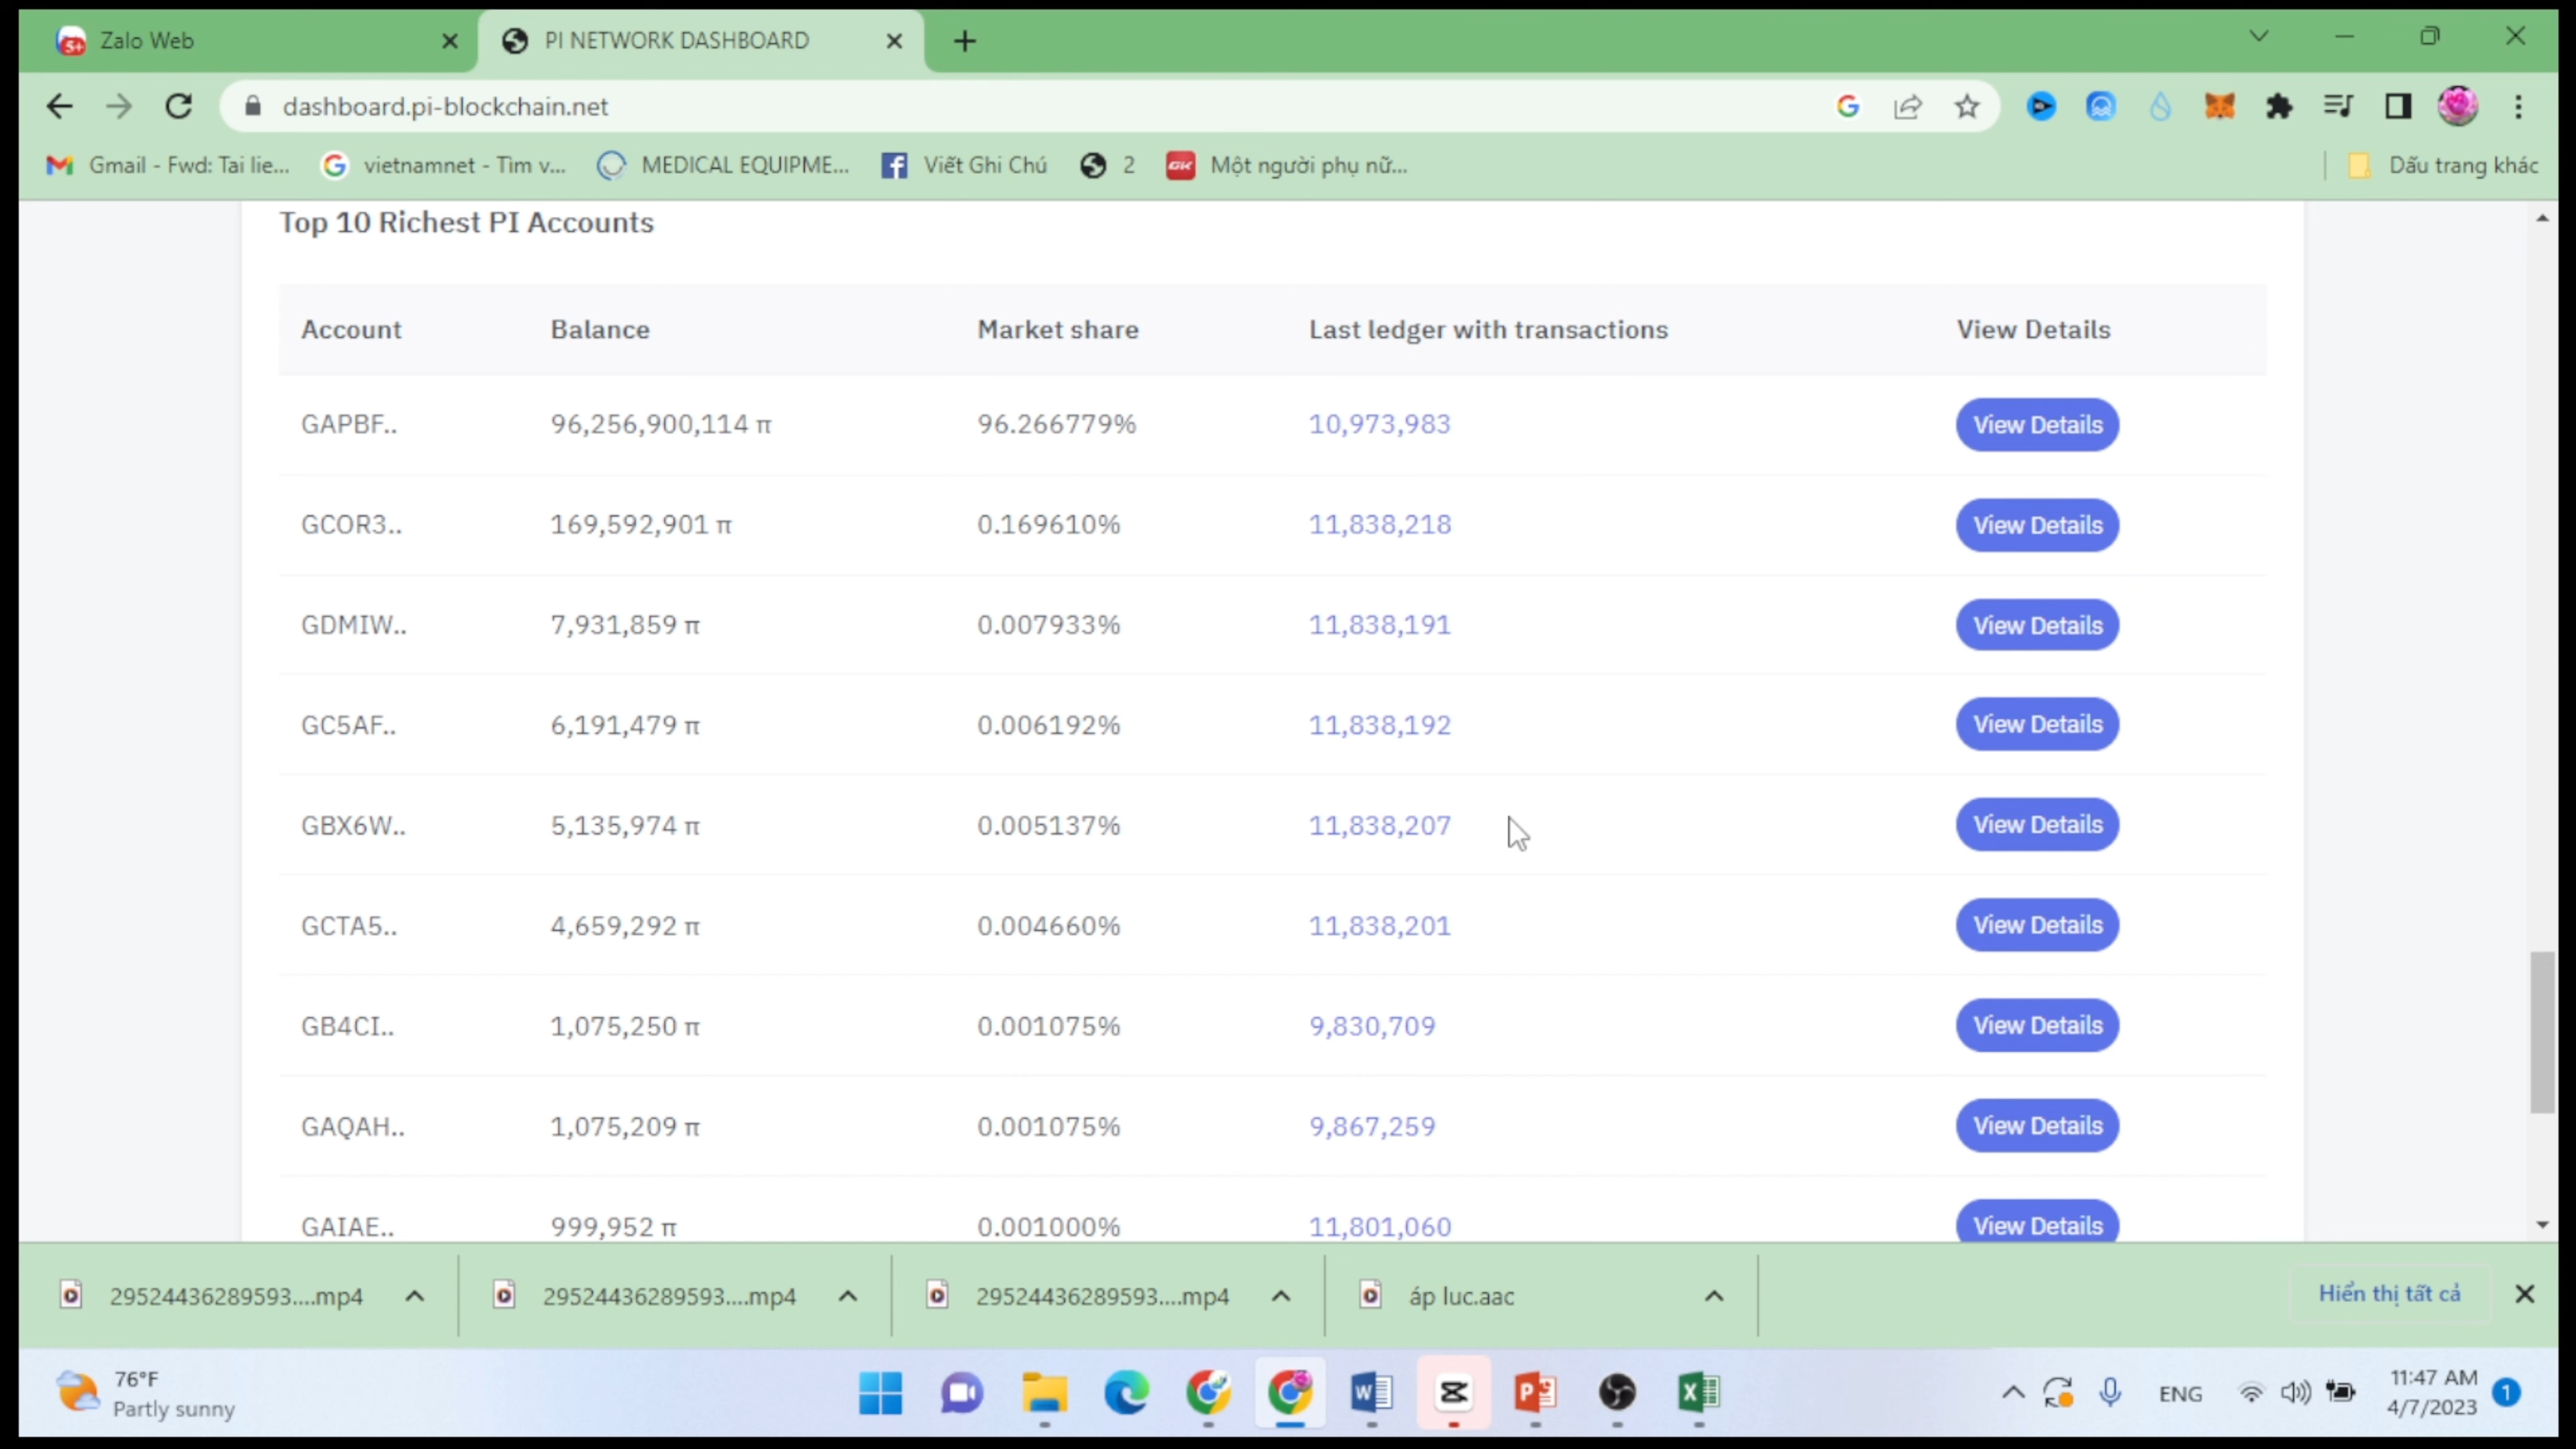 Zalo Web
PI NETWORK DASHBOARD
dashboard.pi-blockchain.net
Gmail - Fwd: Tai lie... vietnamnet - Tìm v... MEDICAL EQUIPME... Viết Ghi Chú 2 Một người phụ nữ... Dấu trang khác
Top 10 Richest PI Accounts
Account Balance Market share Last ledger with transactions View Details
GAPBF.. 96,256,900,114 π 96.266779% 10,973,983 View Details
GCOR3.. 169,592,901 π 0.169610% 11,838,218 View Details
GDMIW.. 7,931,859 π 0.007933% 11,838,191 View Details
GC5AF.. 6,191,479 π 0.006192% 11,838,192 View Details
GBX6W.. 5,135,974 π 0.005137% 11,838,207 View Details
GCTA5.. 4,659,292 π 0.004660% 11,838,201 View Details
GB4CI.. 1,075,250 π 0.001075% 9,830,709 View Details
GAQAH.. 1,075,209 π 0.001075% 9,867,259 View Details
GAIAE.. 999,952 π 0.001000% 11,801,060 View Details
29524436289593....mp4 29524436289593....mp4 29524436289593....mp4 áp luc.aac Hiển thị tất cả
76°F
Partly sunny
ENG
11:47 AM
4/7/2023
1